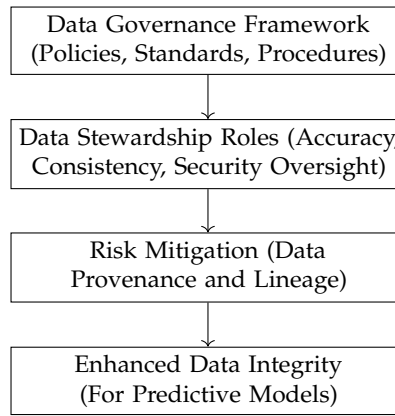 Data Governance Framework
(Policies, Standards, Procedures)
Data Stewardship Roles (Accuracy,
Consistency, Security Oversight)
Risk Mitigation (Data
Provenance and Lineage)
Enhanced Data Integrity
(For Predictive Models)